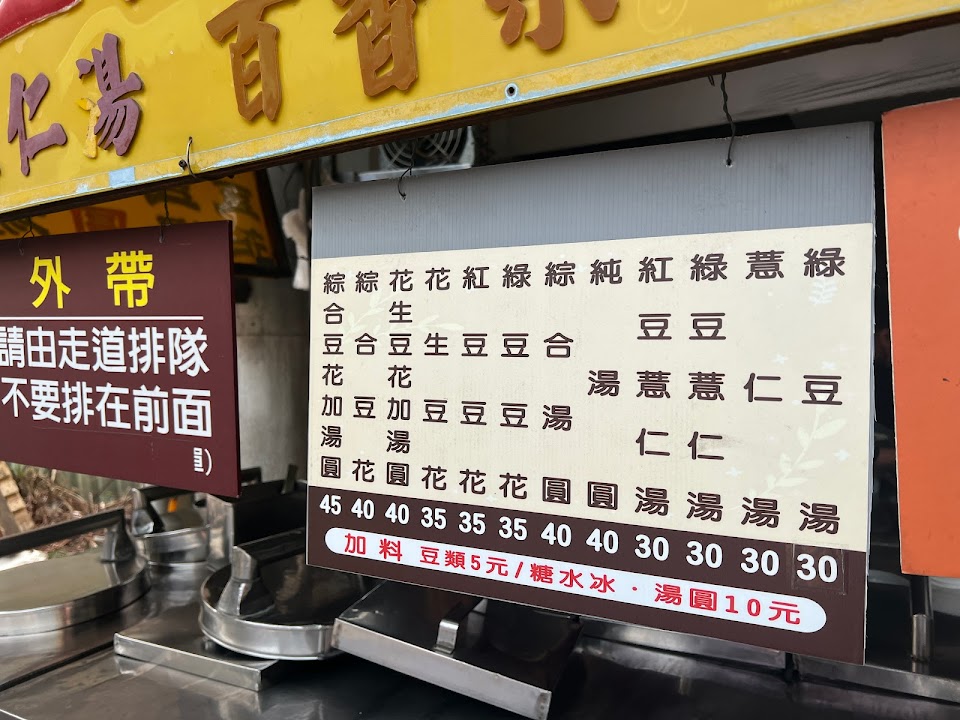 仁湯 百香
外帶
請由走道排隊
不要排在前面
0ml)
綠豆湯 30
薏仁湯 30
綠豆薏仁湯 30
紅豆薏仁湯 30
純湯圓 40
綜合湯圓 40
綠豆豆花 35
紅豆豆花 35
花生豆花 35
花生豆花加湯圓 40
綜合豆花 40
綜合豆花加湯圓 45
加料 豆類5元/糖水冰·湯圓10元